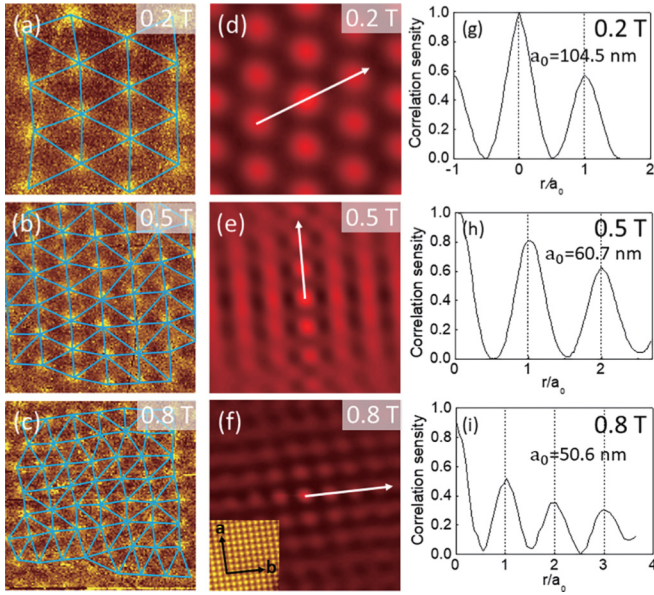 (a) 0.2 T
(d) 0.2 T
(g) 0.2 T
a₀=104.5 nm
Correlation sensity
1.0
0.8
0.6
0.4
0.2
0.0
-1 0 1 2
r/a₀
(b) 0.5 T
(e) 0.5 T
(h) 0.5 T
a₀=60.7 nm
Correlation sensity
1.0
0.8
0.6
0.4
0.2
0.0
0 1 2
r/a₀
(c) 0.8 T
(f) 0.8 T
a
b
(i) 0.8 T
a₀=50.6 nm
Correlation sensity
1.0
0.8
0.6
0.4
0.2
0.0
0 1 2 3 4
r/a₀